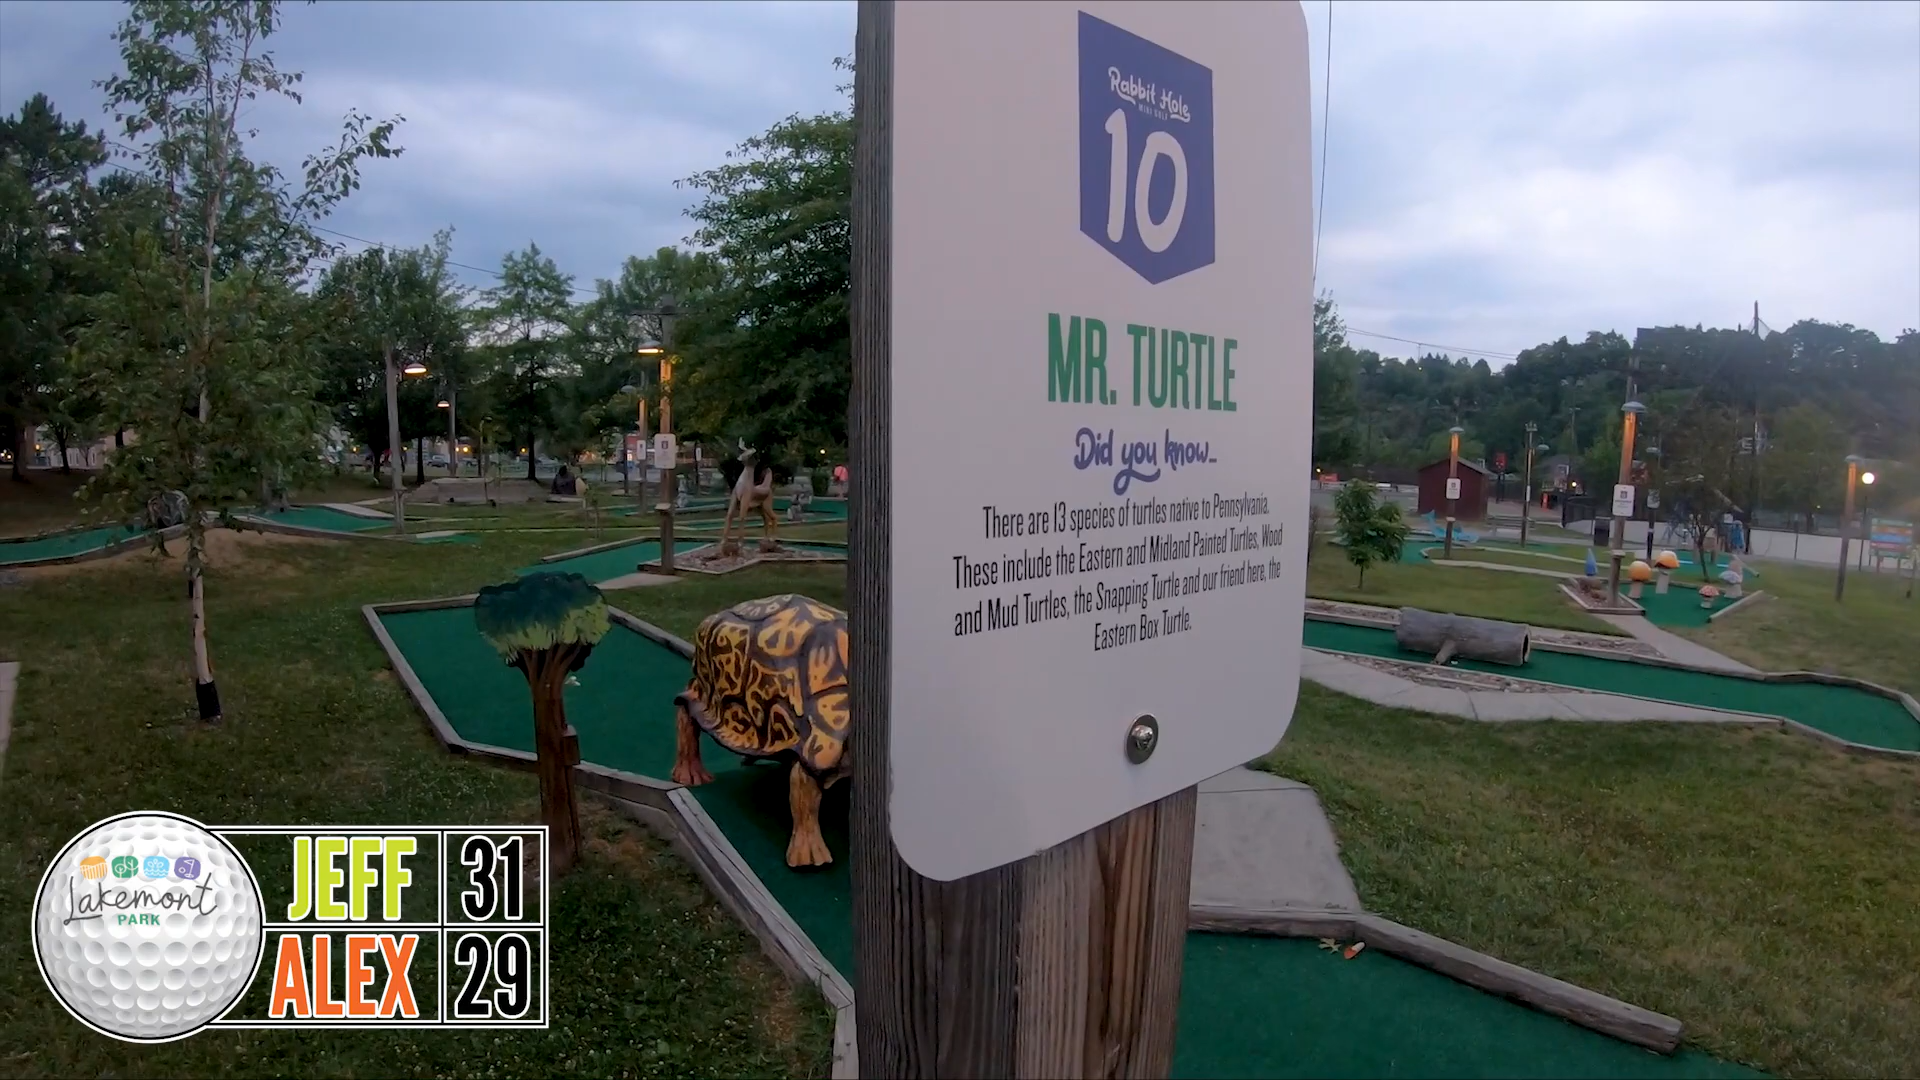 Rabbit Hole
MINI GOLF
10
MR. TURTLE
Did you know...
There are 13 species of turtles native to Pennsylvania.
These include the Eastern and Midland Painted Turtles, Wood
and Mud Turtles, the Snapping Turtle and our friend here, the
Eastern Box Turtle.
Lakemont
PARK
JEFF 31
ALEX 29